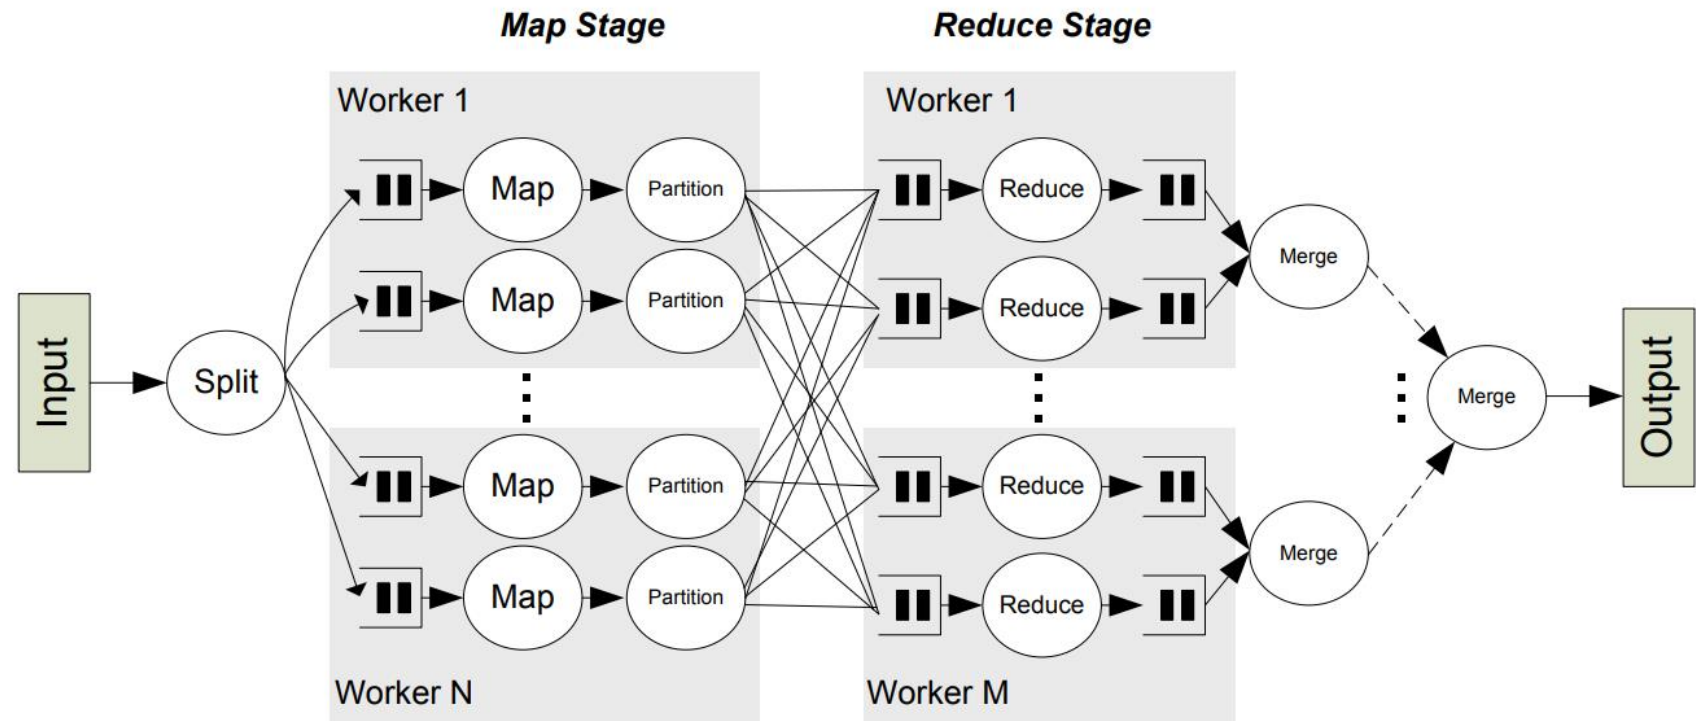 Map Stage
Reduce Stage
Worker 1
Worker 1
Map
Partition
Reduce
Map
Partition
Reduce
Merge
Input
Split
Merge
Output
Map
Partition
Reduce
Merge
Map
Partition
Reduce
Worker N
Worker M